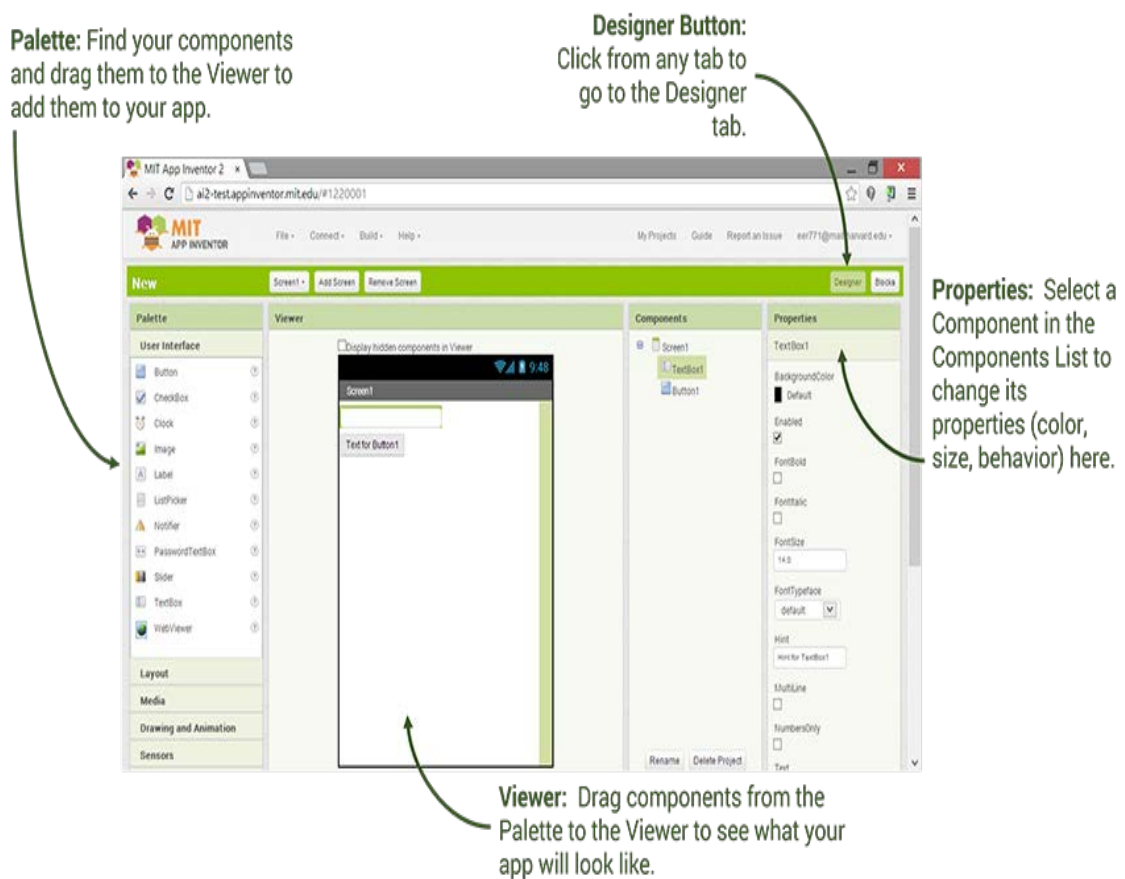 Palette: Find your components
and drag them to the Viewer to
add them to your app.
Designer Button:
Click from any tab to
go to the Designer
tab.
MIT App Inventor 2 ×
ai2-test.appinventor.mit.edu/#1220001
MIT
APP INVENTOR
File Connect Build Help
My Projects Guide Report an Issue
New
Screen1 Add Screen Remove Screen
Designer Blocks
Palette
User Interface
Button
CheckBox
Clock
Image
Label
ListPicker
Notifier
PasswordTextBox
Slider
TextBox
WebViewer
Layout
Media
Drawing and Animation
Sensors
Viewer
Display hidden components in Viewer
9:48
Screen1
Text for Button1
Components
Screen1
TextBox1
Button1
Rename Delete Project
Properties
TextBox1
BackgroundColor
Default
Enabled
FontBold
FontItalic
FontSize
14.0
FontTypeface
default
Hint
Hint for TextBox1
MultiLine
NumbersOnly
Text
Properties: Select a
Component in the
Components List to
change its
properties (color,
size, behavior) here.
Viewer: Drag components from the
Palette to the Viewer to see what your
app will look like.